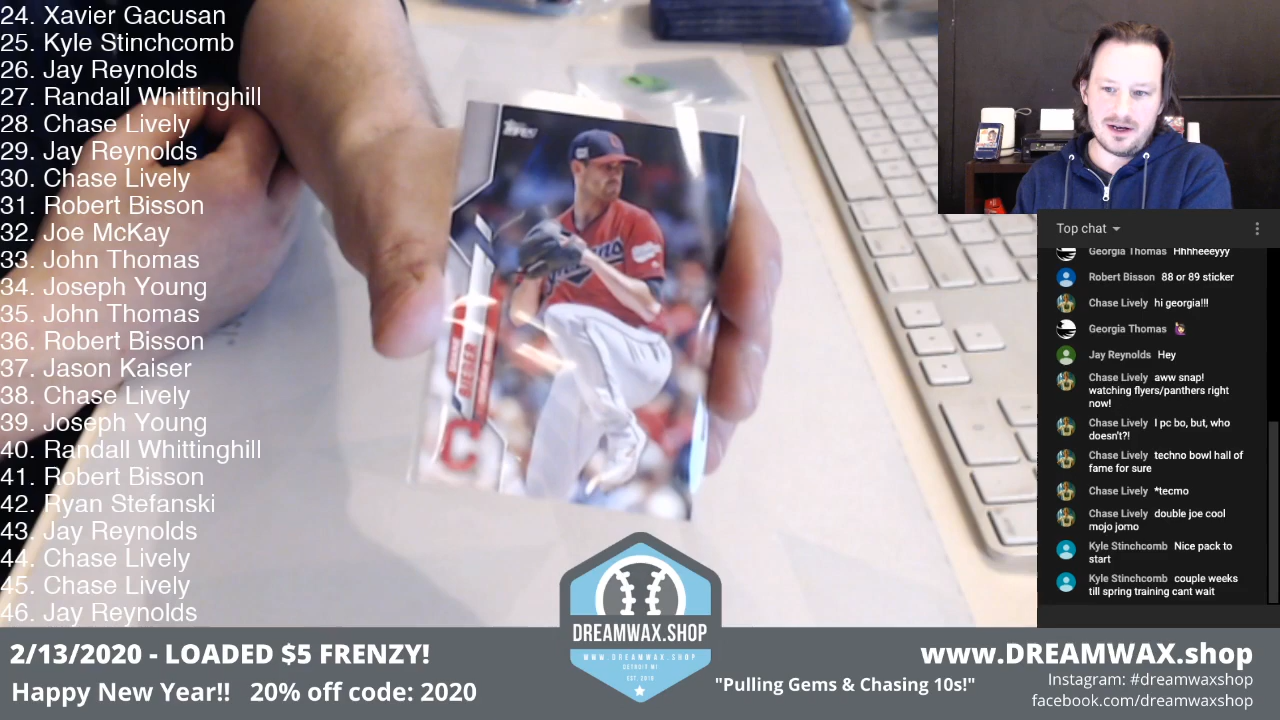 24. Xavier Gacusan
25. Kyle Stinchcomb
26. Jay Reynolds
27. Randall Whittinghill
28. Chase Lively
29. Jay Reynolds
30. Chase Lively
31. Robert Bisson
32. Joe McKay
33. John Thomas
34. Joseph Young
35. John Thomas
36. Robert Bisson
37. Jason Kaiser
38. Chase Lively
39. Joseph Young
40. Randall Whittinghill
41. Robert Bisson
42. Ryan Stefanski
43. Jay Reynolds
44. Chase Lively
45. Chase Lively
46. Jay Reynolds
Topps
BIEBER
C
Top chat
Georgia Thomas Hhhheeeyyy
Robert Bisson 88 or 89 sticker
Chase Lively hi georgia!!!
Georgia Thomas
Jay Reynolds Hey
Chase Lively aww snap!
watching flyers/panthers right
now!
Chase Lively I pc bo, but, who
doesn't?!
Chase Lively techno bowl hall of
fame for sure
Chase Lively *tecmo
Chase Lively double joe cool
mojo jomo
Kyle Stinchcomb Nice pack to
start
Kyle Stinchcomb couple weeks
till spring training cant wait
2/13/2020 - LOADED $5 FRENZY!
Happy New Year!! 20% off code: 2020
DREAMWAX.SHOP
WWW.DREAMWAX.SHOP
DETROIT MI
EST. 2018
"Pulling Gems & Chasing 10s!"
www.DREAMWAX.shop
Instagram: #dreamwaxshop
facebook.com/dreamwaxshop